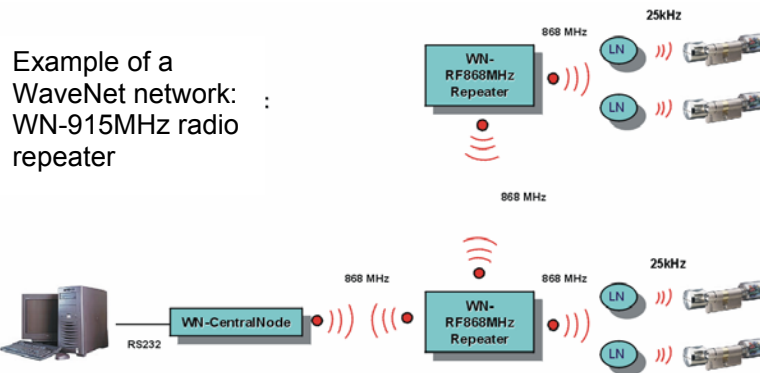 Example of a
WaveNet network:
WN-915MHz radio
repeater
:
WN-
RF868MHz
Repeater
868 MHz
25kHz
LN
LN
868 MHz
WN-CentralNode
RS232
868 MHz
WN-
RF868MHz
Repeater
868 MHz
25kHz
LN
LN